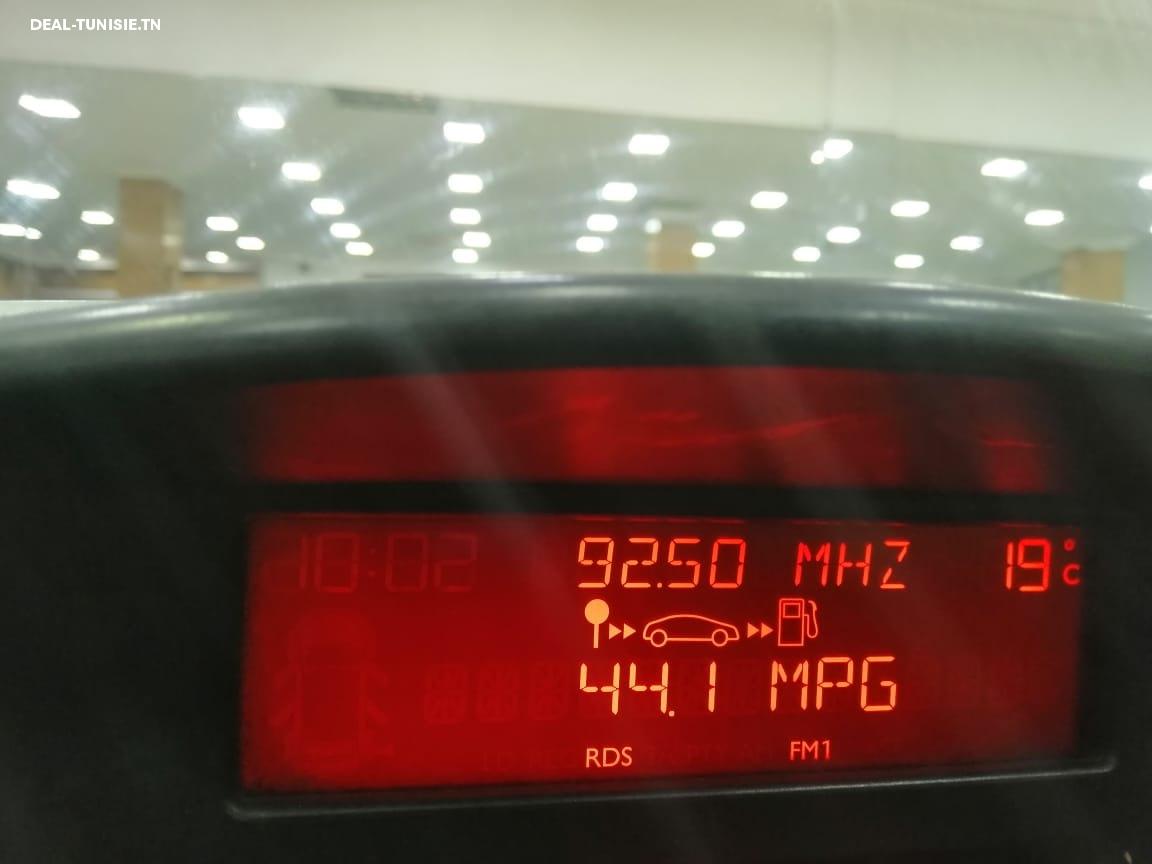 DEAL-TUNISIE.TN
10:02 92.50 MHZ 19°C
44.1 MPG
RDS FM1